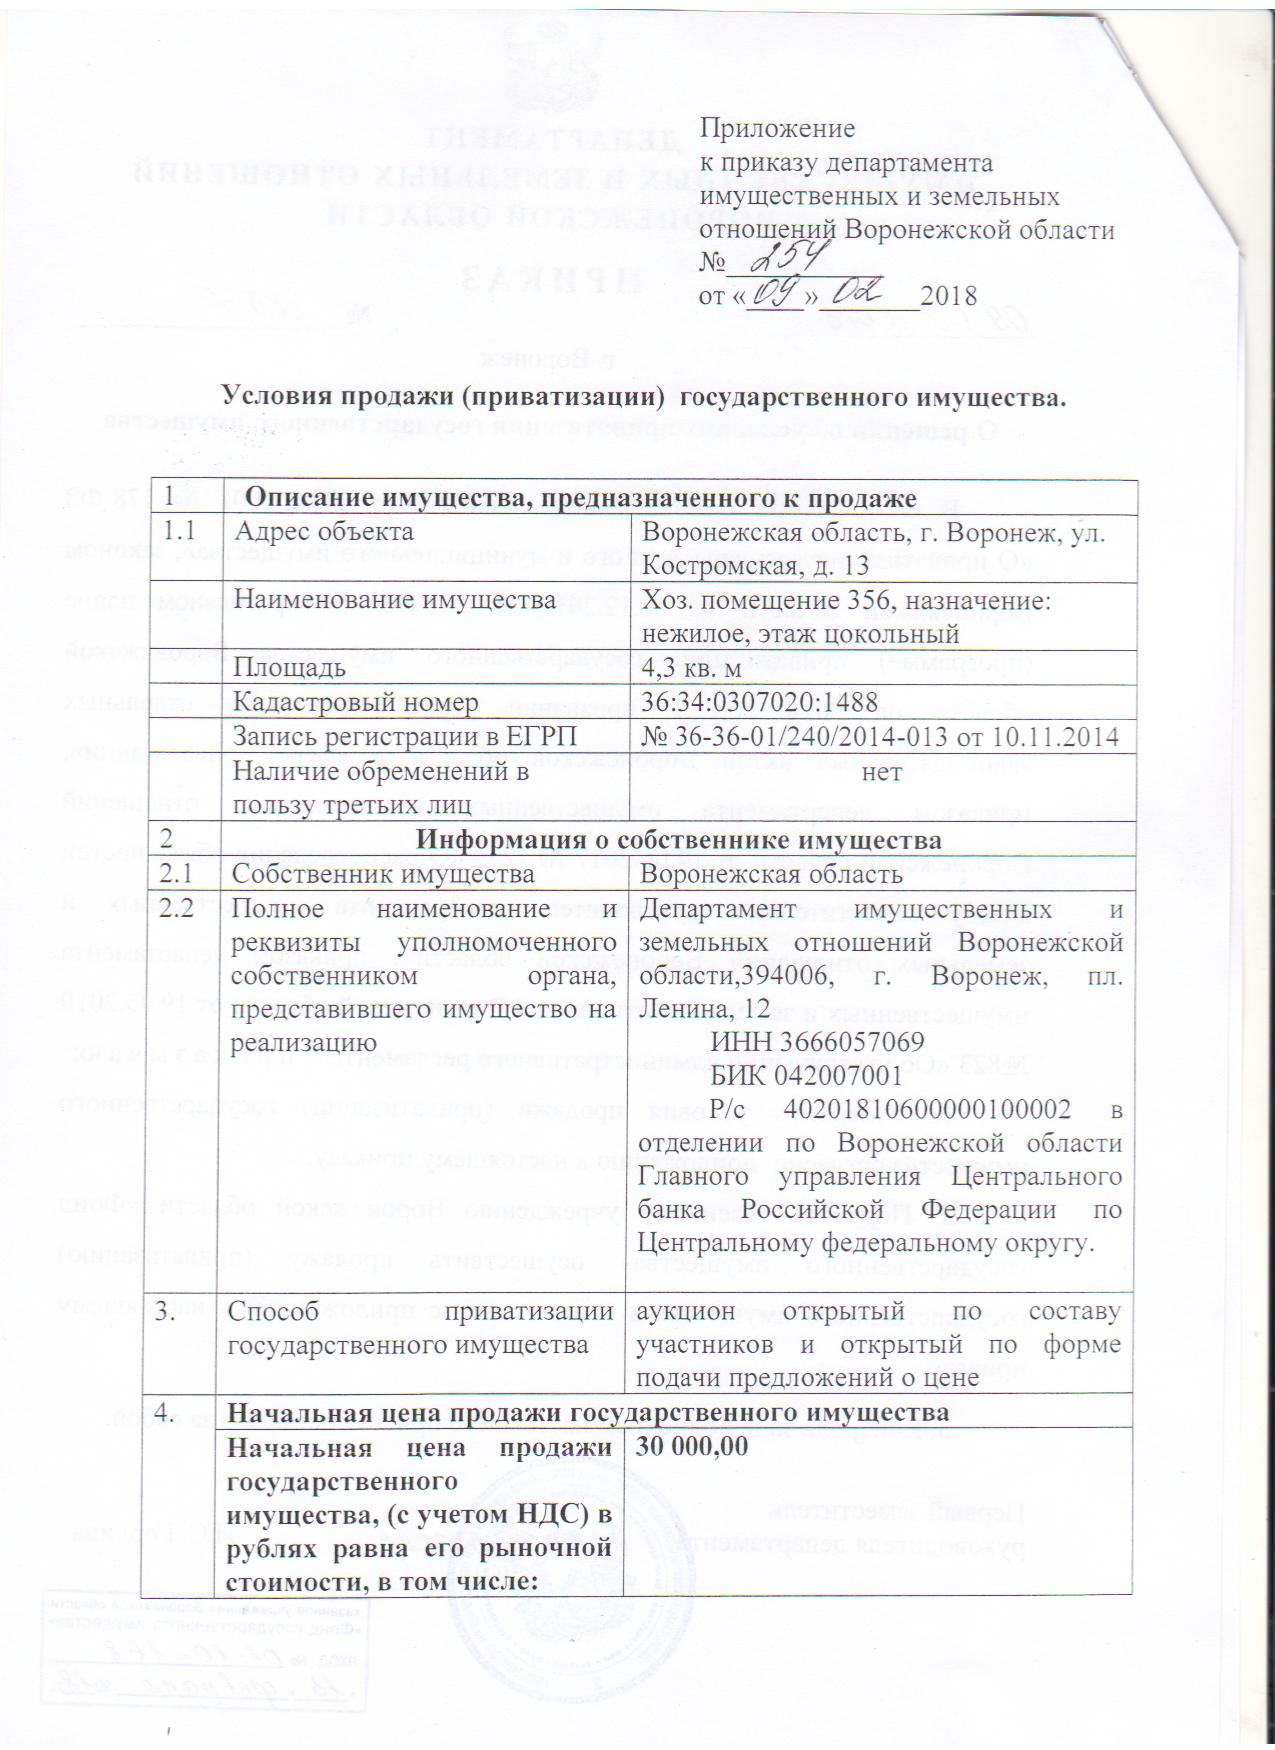 Приложение
к приказу департамента
имущественных и земельных
отношений Воронежской области
№ 254
от «09» 02 2018
Условия продажи (приватизации) государственного имущества.
1 Описание имущества, предназначенного к продаже
1.1 Адрес объекта Воронежская область, г. Воронеж, ул.
Костромская, д. 13
Наименование имущества Хоз. помещение 356, назначение:
нежилое, этаж цокольный
Площадь 4,3 кв. м
Кадастровый номер 36:34:0307020:1488
Запись регистрации в ЕГРП № 36-36-01/240/2014-013 от 10.11.2014
Наличие обременений в нет
пользу третьих лиц
2 Информация о собственнике имущества
2.1 Собственник имущества Воронежская область
2.2 Полное наименование и Департамент имущественных и
реквизиты уполномоченного земельных отношений Воронежской
собственником органа, области,394006, г. Воронеж, пл.
представившего имущество на Ленина, 12
реализацию ИНН 3666057069
БИК 042007001
Р/с 40201810600000100002 в
отделении по Воронежской области
Главного управления Центрального
банка Российской Федерации по
Центральному федеральному округу.
3. Способ приватизации аукцион открытый по составу
государственного имущества участников и открытый по форме
подачи предложений о цене
4. Начальная цена продажи государственного имущества
Начальная цена продажи 30 000,00
государственного
имущества, (с учетом НДС) в
рублях равна его рыночной
стоимости, в том числе: